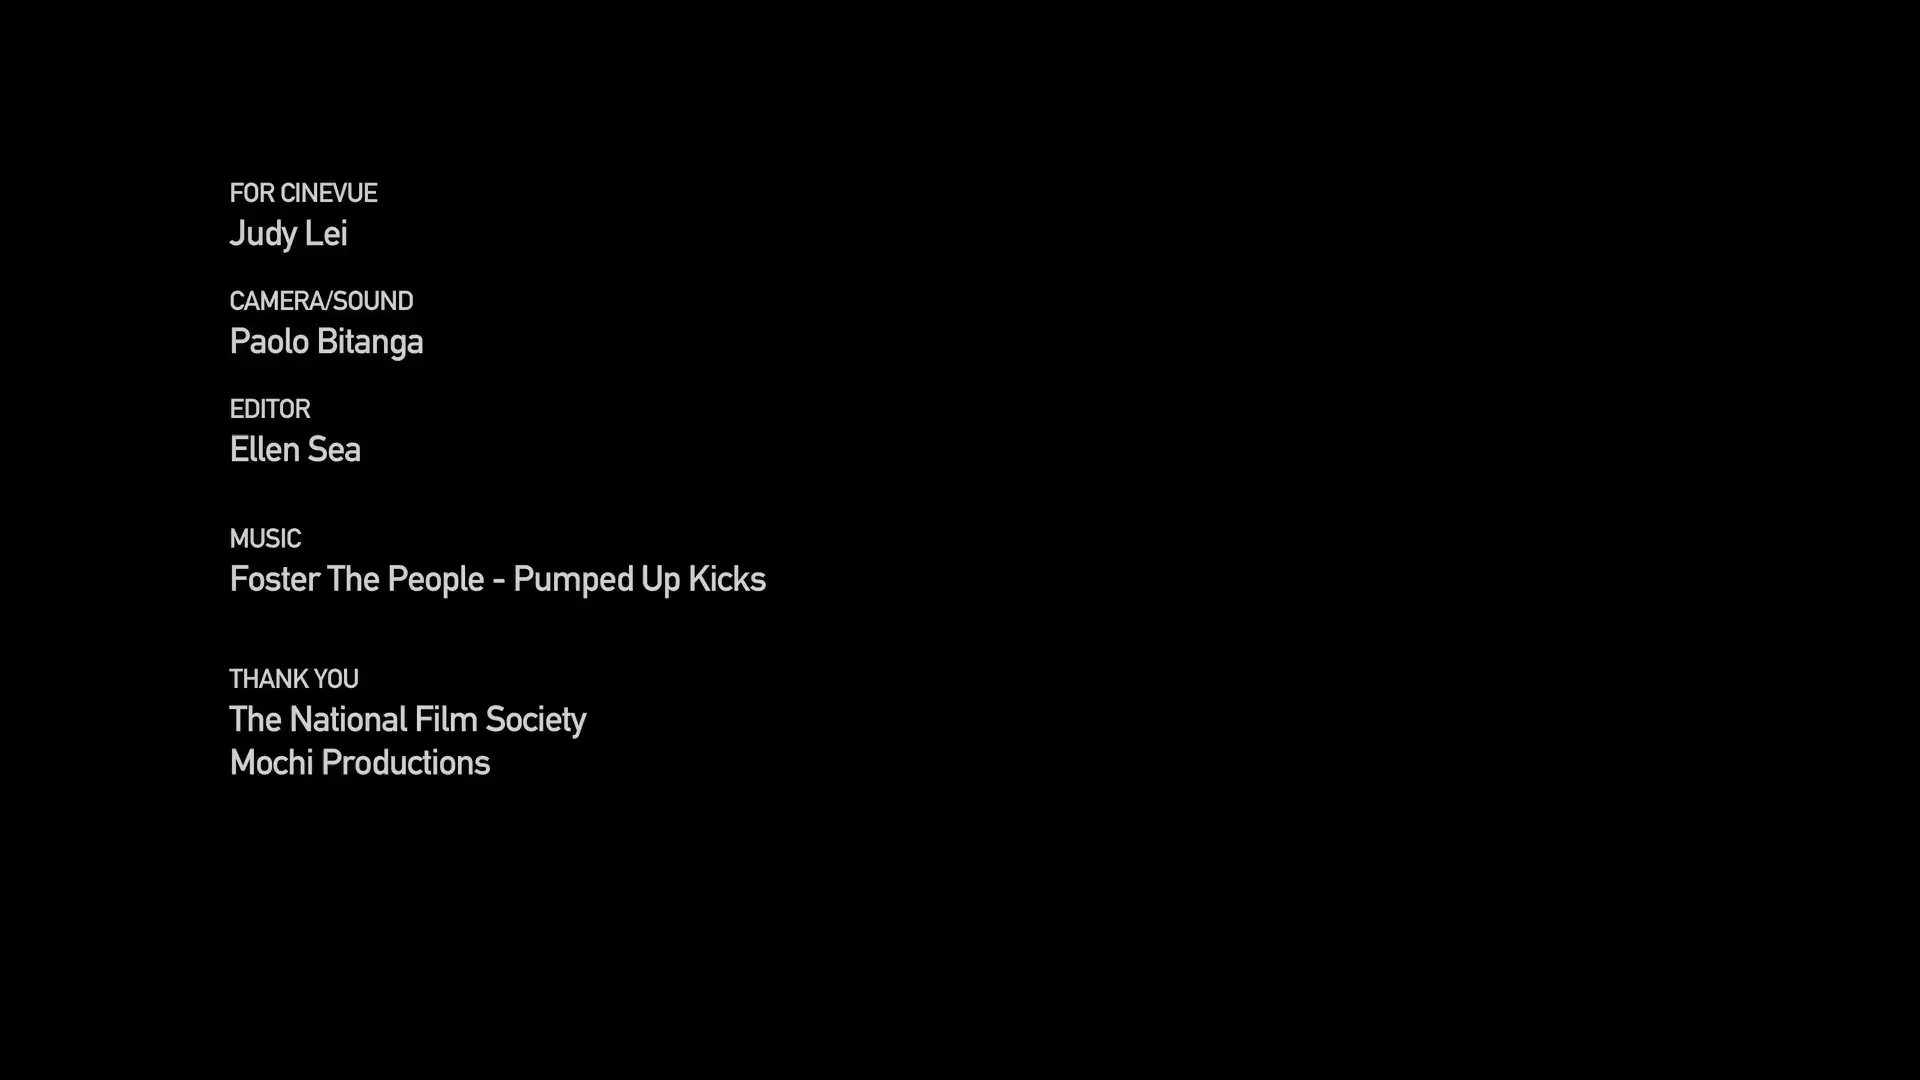 FOR CINEVUE
Judy Lei
CAMERA/SOUND
Paolo Bitanga
EDITOR
Ellen Sea
MUSIC
Foster The People - Pumped Up Kicks
THANK YOU
The National Film Society
Mochi Productions